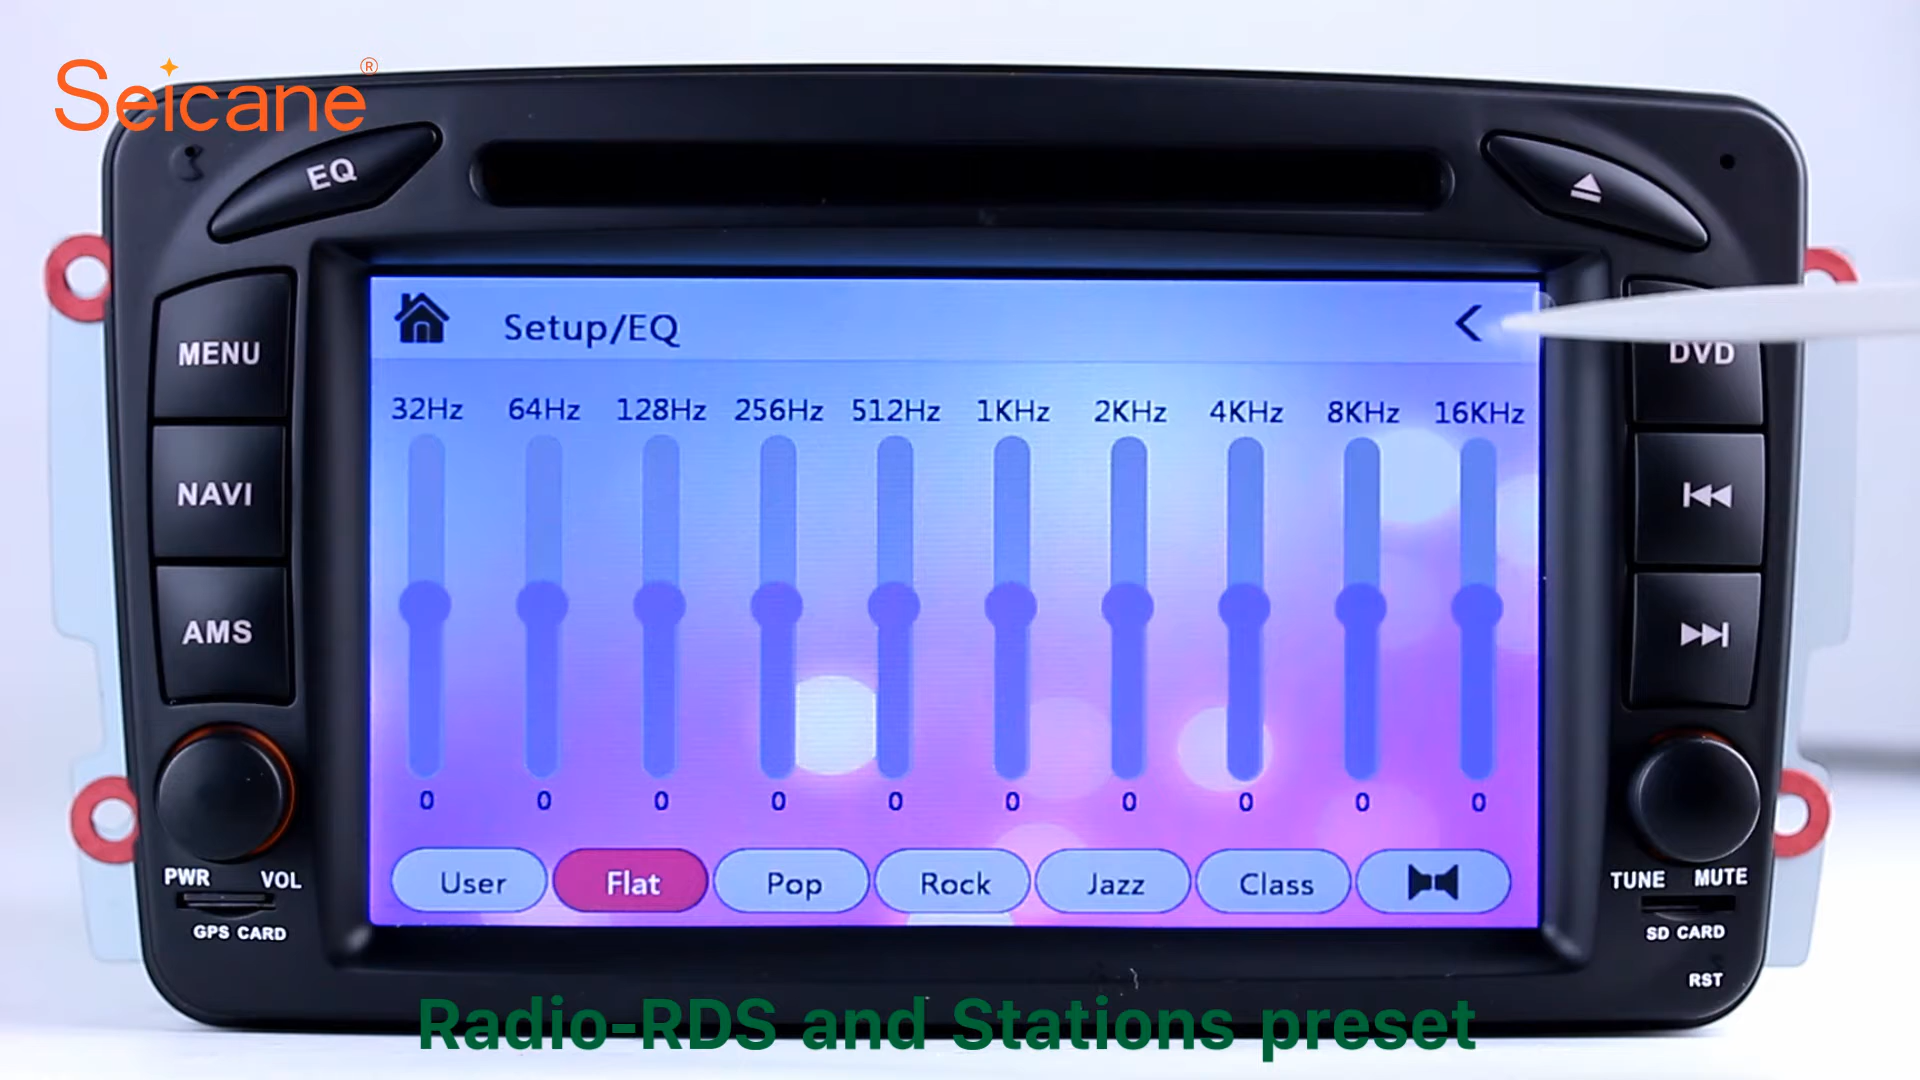 Seicane®
EQ
MENU
NAVI
AMS
PWR VOL
GPS CARD
Setup/EQ
32Hz 64Hz 128Hz 256Hz 512Hz 1KHz 2KHz 4KHz 8KHz 16KHz
0 0 0 0 0 0 0 0 0 0
User Flat Pop Rock Jazz Class
DVD
TUNE MUTE
SD CARD
RST
Radio-RDS and Stations preset